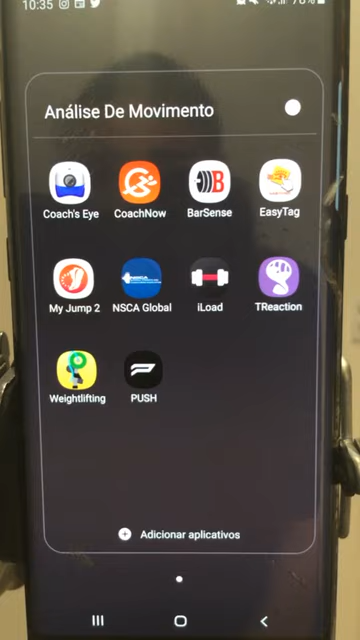 10:35
Análise De Movimento
Coach's Eye CoachNow BarSense EasyTag
My Jump 2 NSCA Global iLoad TReaction
Weightlifting PUSH
Adicionar aplicativos